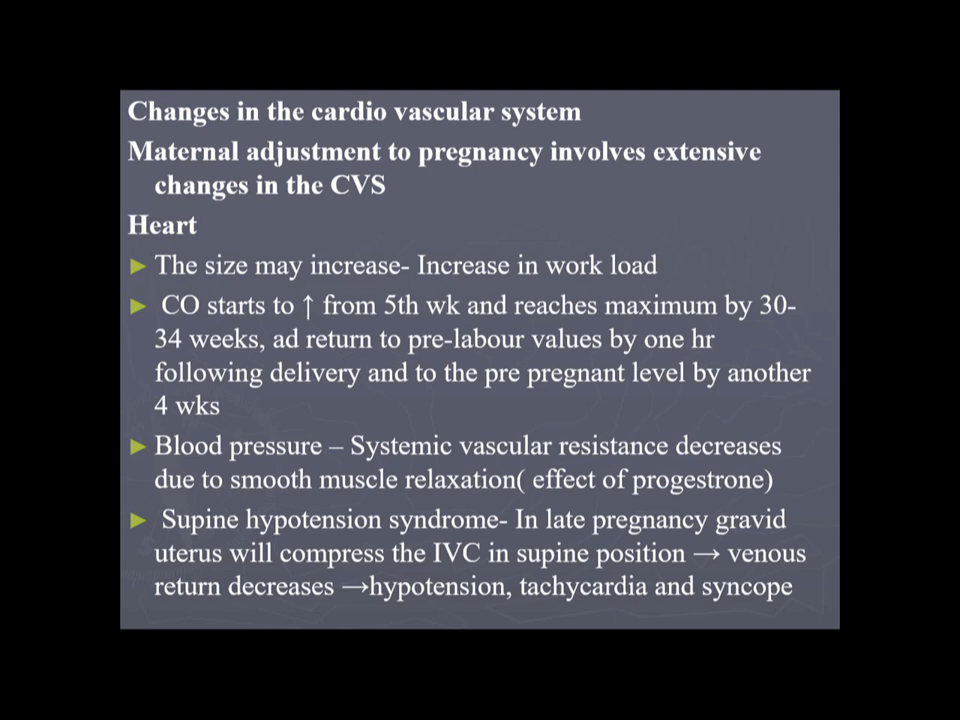 Changes in the cardio vascular system
Maternal adjustment to pregnancy involves extensive
changes in the CVS
Heart
► The size may increase- Increase in work load
► CO starts to ↑ from 5th wk and reaches maximum by 30-
34 weeks, ad return to pre-labour values by one hr
following delivery and to the pre pregnant level by another
4 wks
► Blood pressure – Systemic vascular resistance decreases
due to smooth muscle relaxation( effect of progestrone)
► Supine hypotension syndrome- In late pregnancy gravid
uterus will compress the IVC in supine position → venous
return decreases →hypotension, tachycardia and syncope